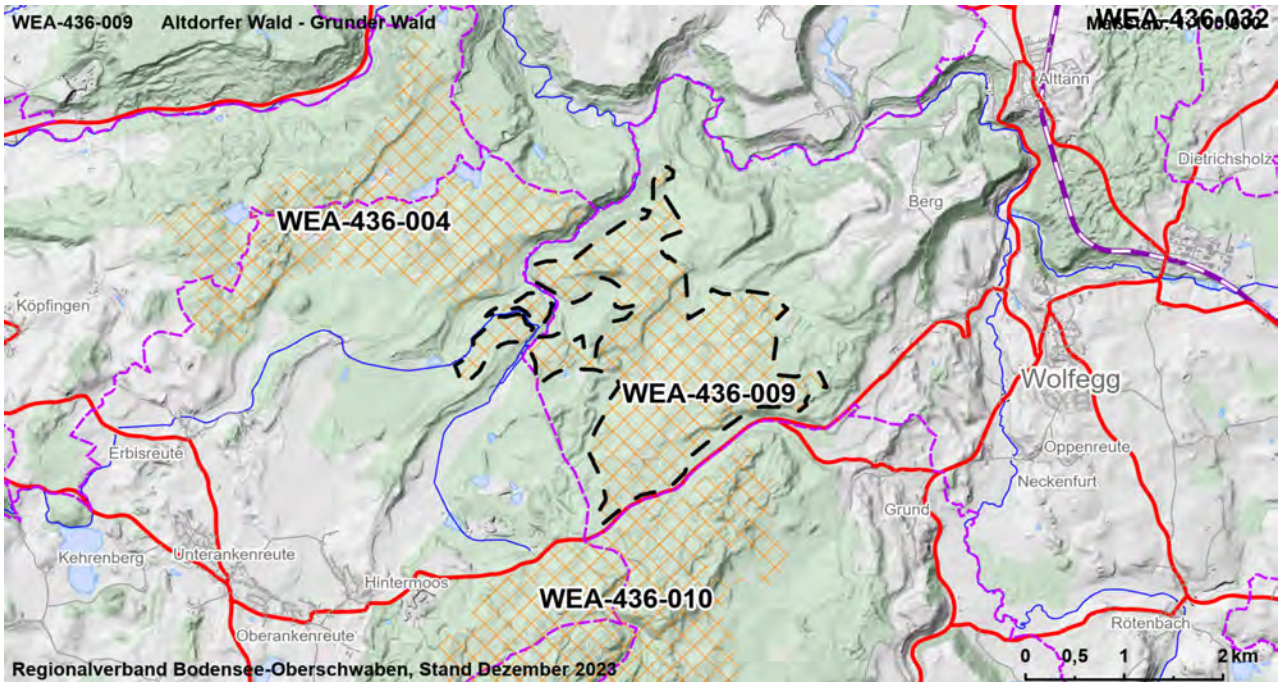 WEA-436-009 Altdorfer Wald - Grunder Wald
WEA-436-032
Alttann
Dietrichsholz
Berg
WEA-436-004
Köpfingen
WEA-436-009
Wolfegg
Erbisreute
Oppenreute
Neckenfurt
Grund
Kehrenberg
Unterankenreute
Hintermoos
WEA-436-010
Rötenbach
Oberankenreute
0 0,5 1 2 km
Regionalverband Bodensee-Oberschwaben, Stand Dezember 2023